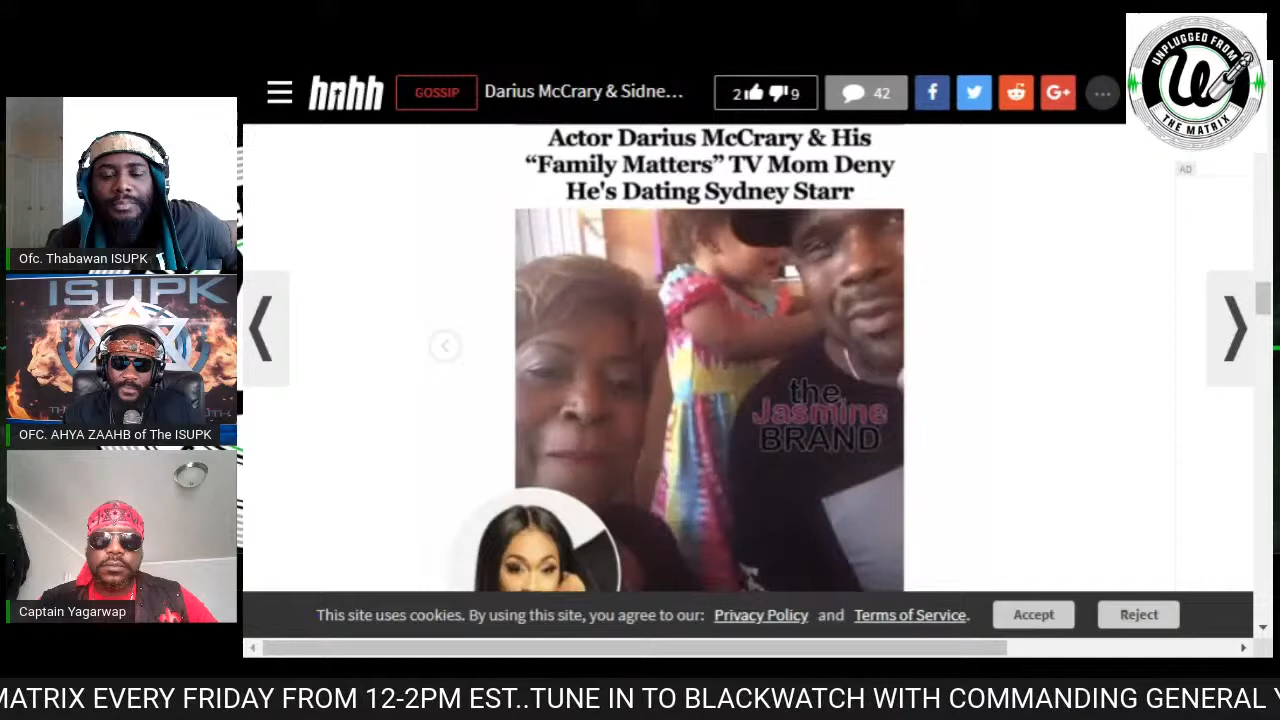 UNPLUGGED FROM
THE MATRIX
hnhh
GOSSIP
Darius McCrary & Sidne...
2
9
42
f
G+
...
Actor Darius McCrary & His
“Family Matters” TV Mom Deny
He's Dating Sydney Starr
AD
Ofc. Thabawan ISUPK
ISUPK
OFC. AHYA ZAAHB of The ISUPK
the
Jasmine
BRAND
Captain Yagarwap
This site uses cookies. By using this site, you agree to our: Privacy Policy and Terms of Service. Accept Reject
MATRIX EVERY FRIDAY FROM 12-2PM EST..TUNE IN TO BLACKWATCH WITH COMMANDING GENERAL Y